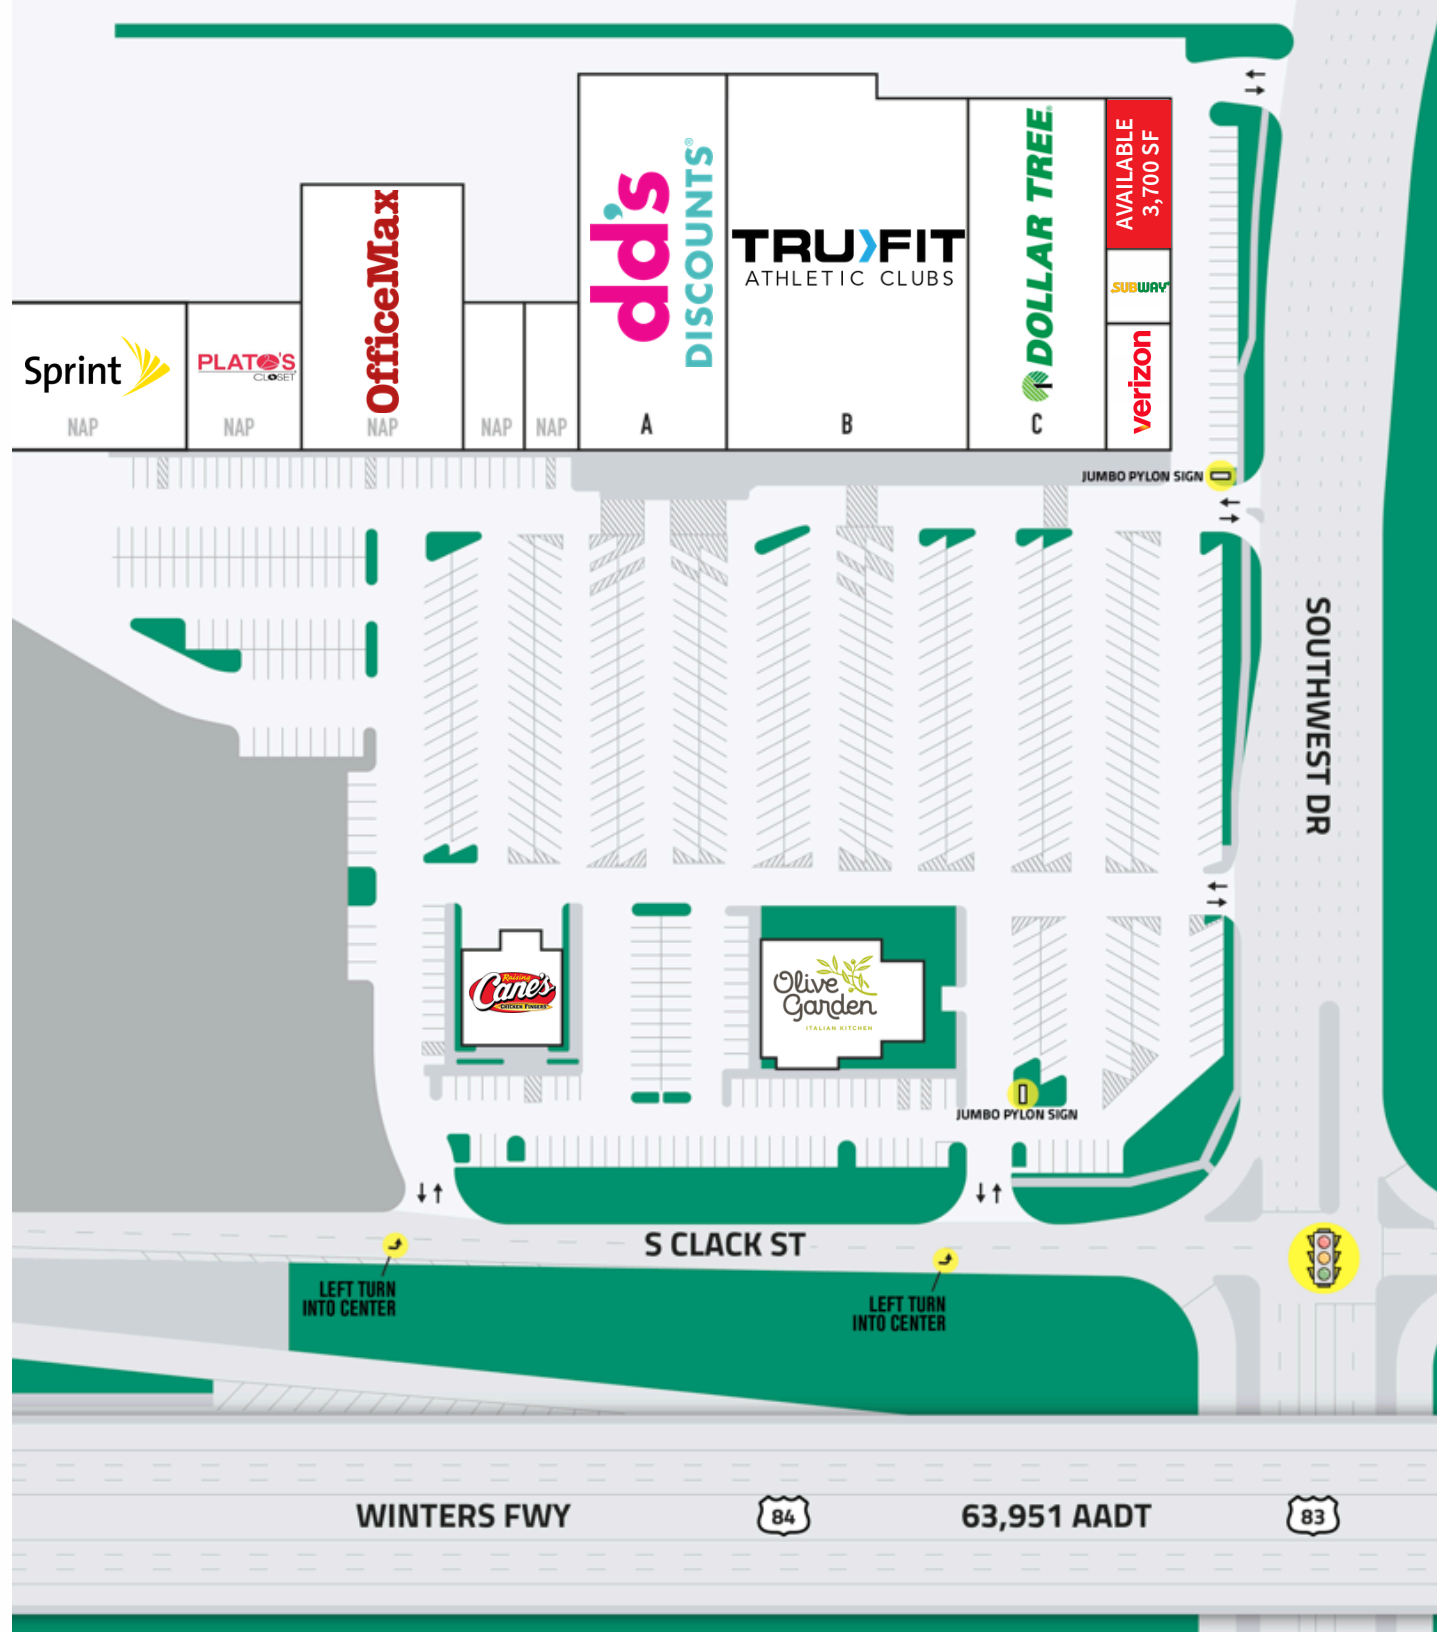 AVAILABLE
3,700 SF
dd's
DISCOUNTS®
TRU FIT
ATHLETIC CLUBS
DOLLAR TREE
SUBWAY
verizon
OfficeMax
Sprint
PLATO'S
CLOSET
NAP
NAP
NAP
NAP
NAP
A
B
C
JUMBO PYLON SIGN
SOUTHWEST DR
Raising
Cane's
CHICKEN FINGERS
Olive
Garden
ITALIAN KITCHEN
JUMBO PYLON SIGN
S CLACK ST
LEFT TURN
INTO CENTER
LEFT TURN
INTO CENTER
WINTERS FWY
84
63,951 AADT
83